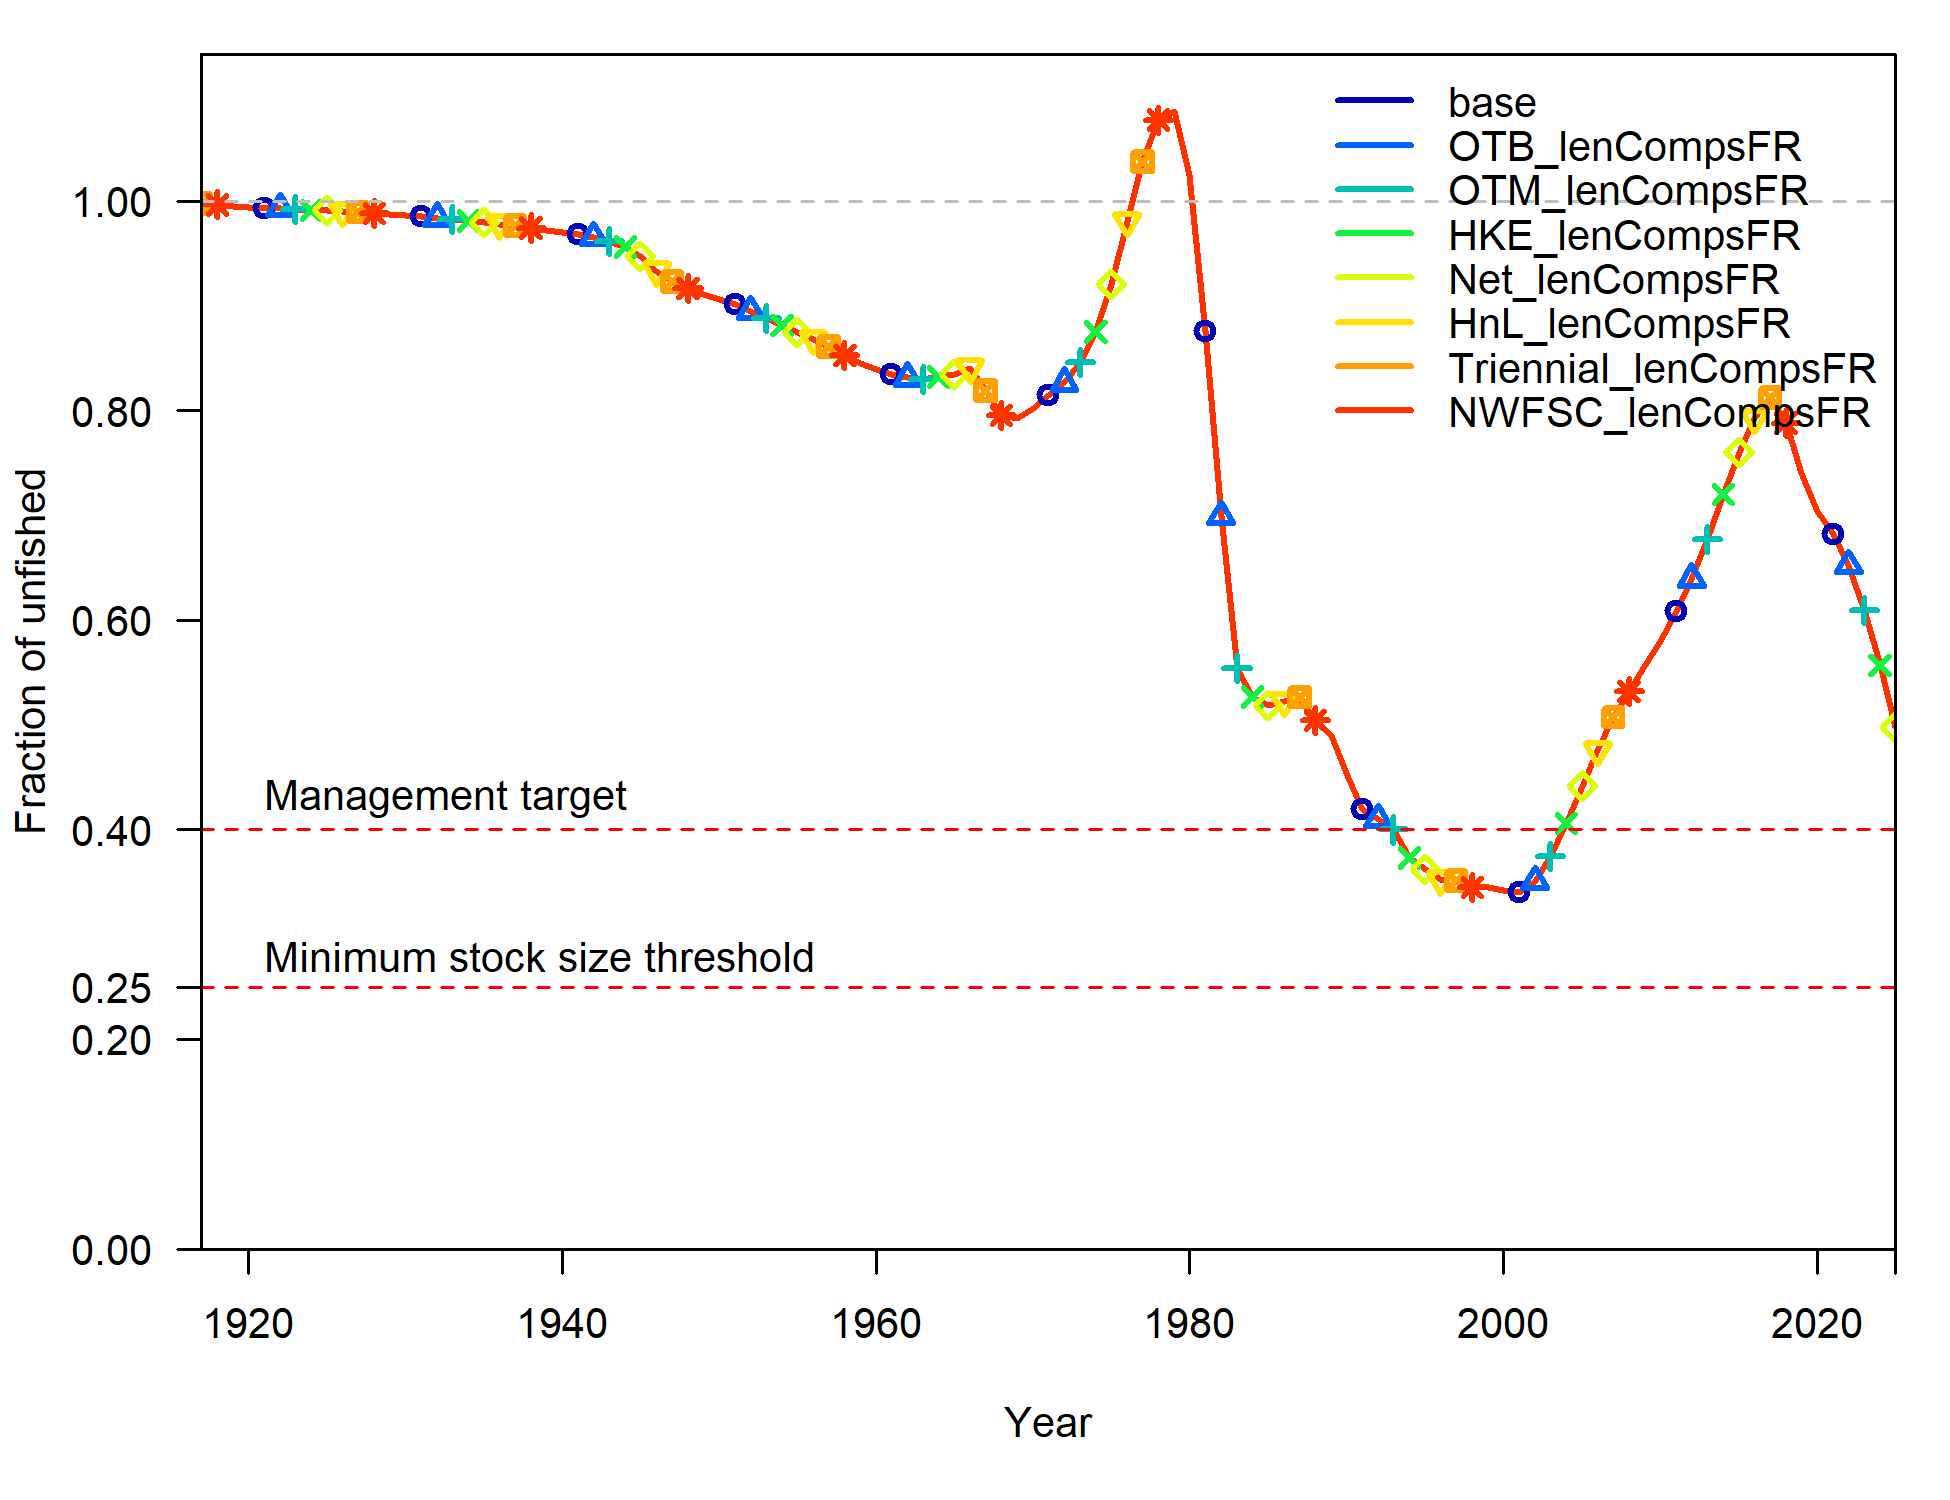 base
OTB_lenCompsFR
OTM_lenCompsFR
HKE_lenCompsFR
Net_lenCompsFR
HnL_lenCompsFR
Triennial_lenCompsFR
NWFSC_lenCompsFR
1.00
0.80
0.60
0.40
0.25
0.20
0.00
Fraction of unfished
Management target
Minimum stock size threshold
1920
1940
1960
1980
2000
2020
Year